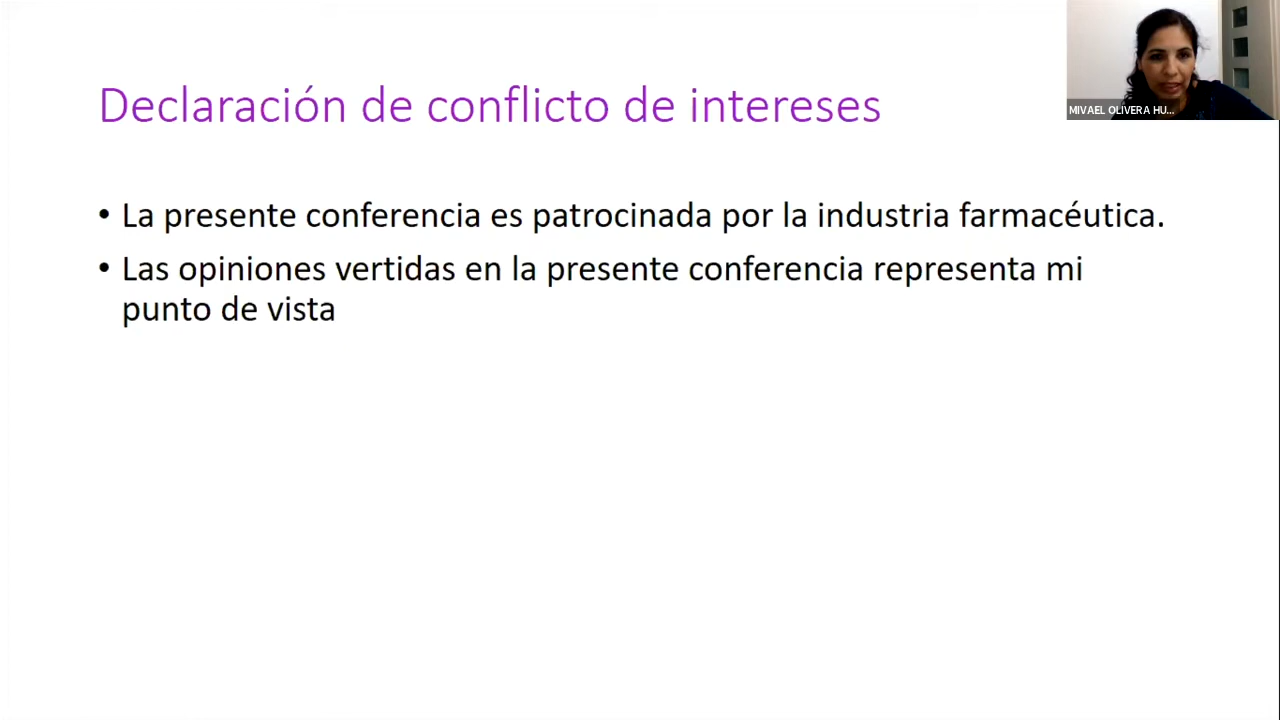 Declaración de conflicto de intereses
MIVAEL OLIVERA HU...
• La presente conferencia es patrocinada por la industria farmacéutica.
• Las opiniones vertidas en la presente conferencia representa mi
punto de vista